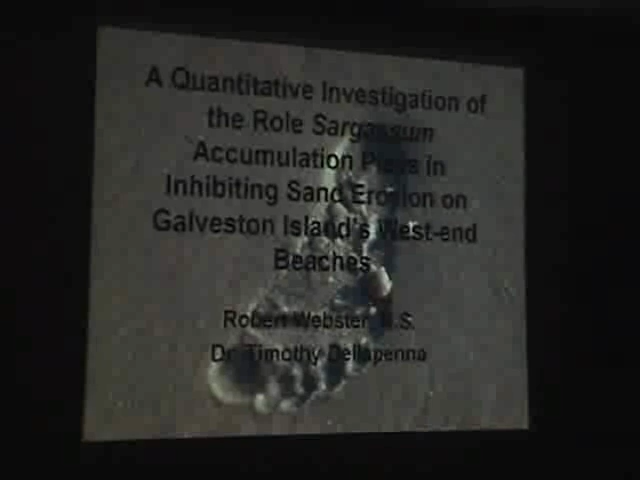 A Quantitative Investigation of
the Role Sargassum
Accumulation Plays in
Inhibiting Sand Erosion on
Galveston Island's West-end
Beaches
Robert Webster, M.S.
Dr. Timothy Dellapenna